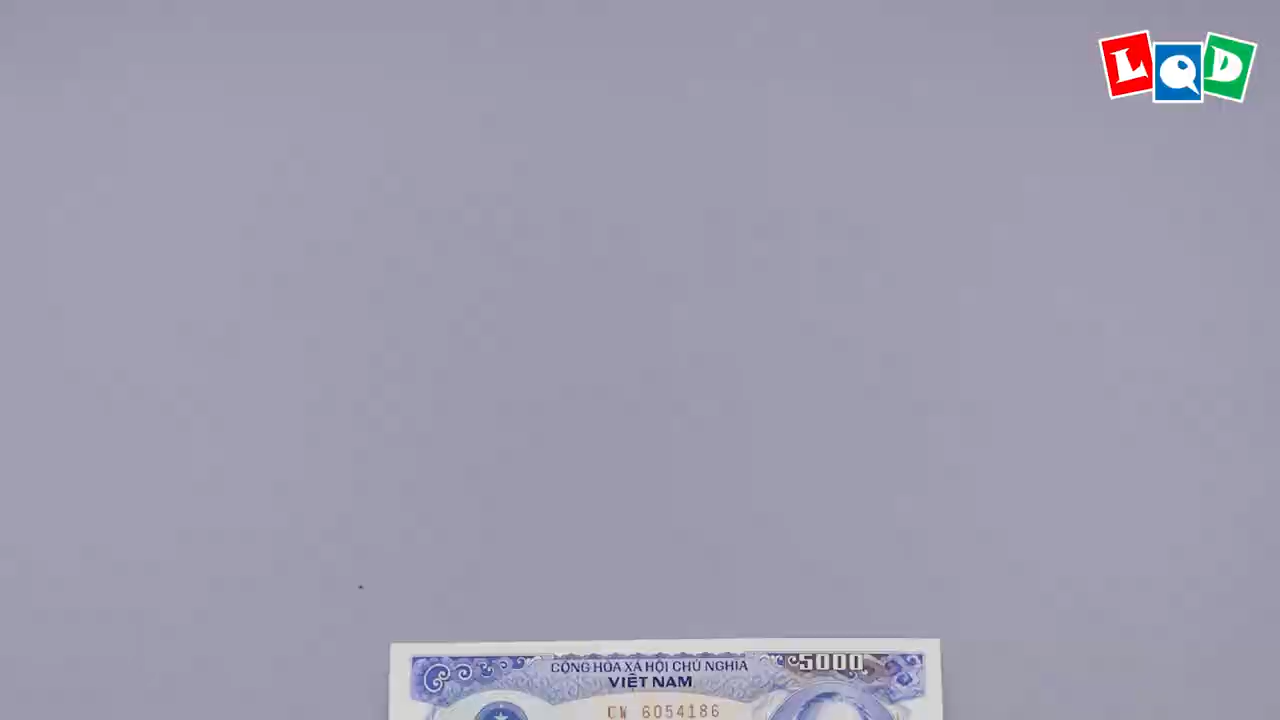 LQD
CỘNG HÒA XÃ HỘI CHỦ NGHĨA
5000
VIỆT NAM
CW 6054186